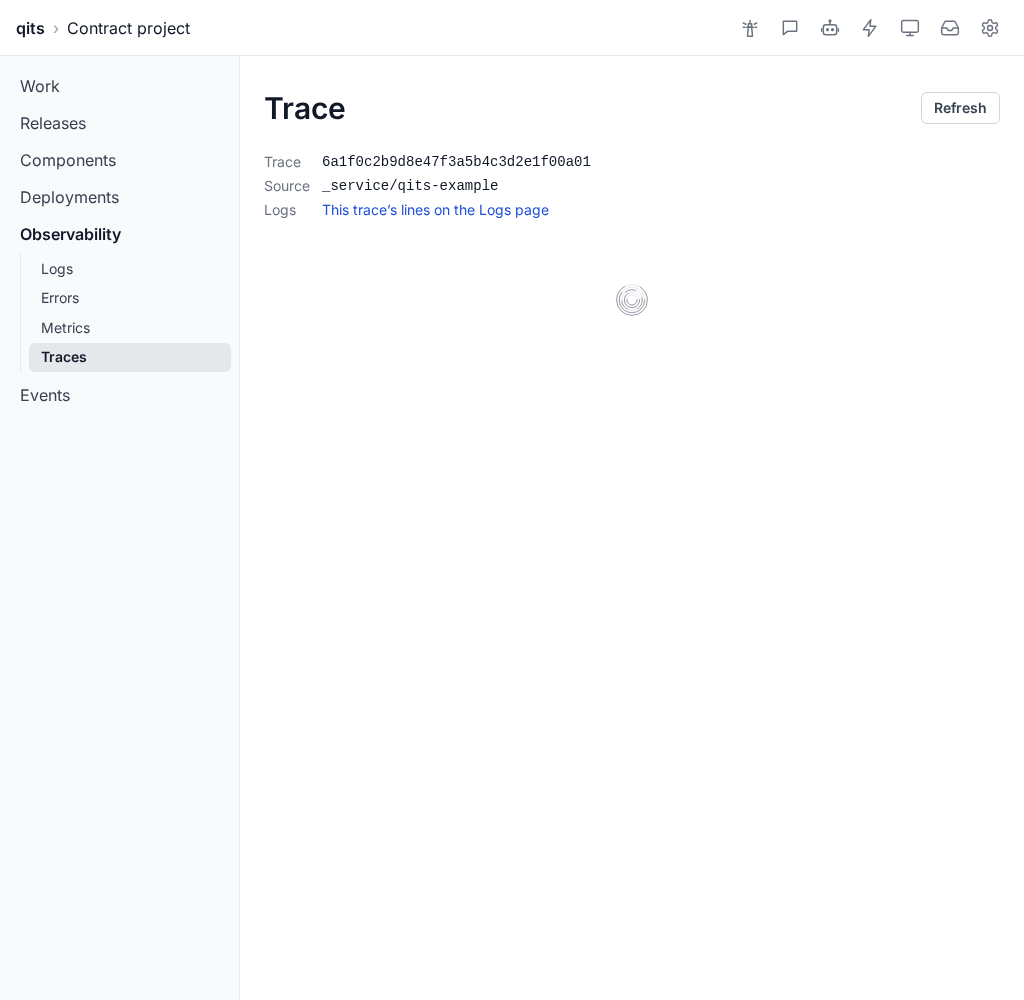 qits › Contract project
Work
Releases
Components
Deployments
Observability
Logs
Errors
Metrics
Traces
Events
Trace
Refresh
Trace 6a1f0c2b9d8e47f3a5b4c3d2e1f00a01
Source _service/qits-example
Logs This trace’s lines on the Logs page